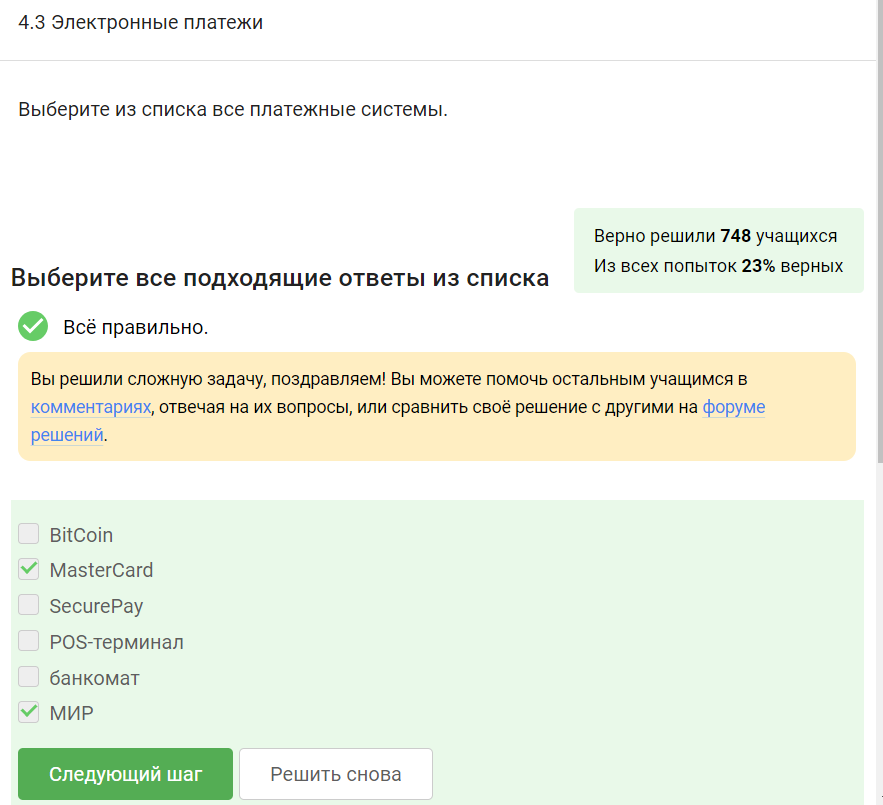 4.3 Электронные платежи
Выберите из списка все платежные системы.
Верно решили 748 учащихся
Из всех попыток 23% верных
Выберите все подходящие ответы из списка
Всё правильно.
Вы решили сложную задачу, поздравляем! Вы можете помочь остальным учащимся в
комментариях, отвечая на их вопросы, или сравнить своё решение с другими на форуме
решений.
BitCoin
MasterCard
SecurePay
POS-терминал
банкомат
МИР
Следующий шаг
Решить снова